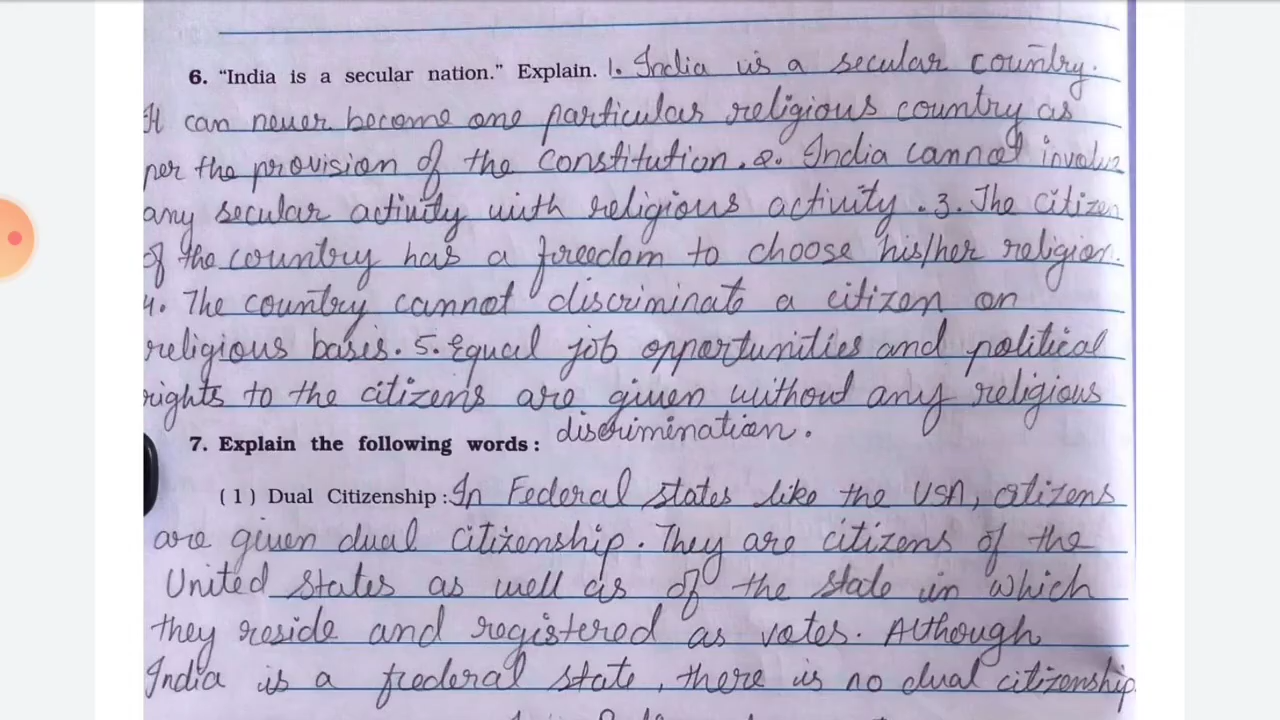 6. "India is a secular nation." Explain. 1. India is a secular country.
It can never become one particular religious country as
per the provision of the Constitution. 2. India cannot involve
any secular activity with religious activity. 3. The citizen
of the country has a freedom to choose his/her religion.
4. The country cannot discriminate a citizen on
religious basis. 5. Equal job opportunities and political
rights to the citizens are given without any religious
discrimination.
7. Explain the following words :
(1) Dual Citizenship : In Federal states like the USA, citizens
are given dual citizenship. They are citizens of the
United States as well as of the state in which
they reside and registered as votes. Although
India is a federal state, there is no dual citizenship